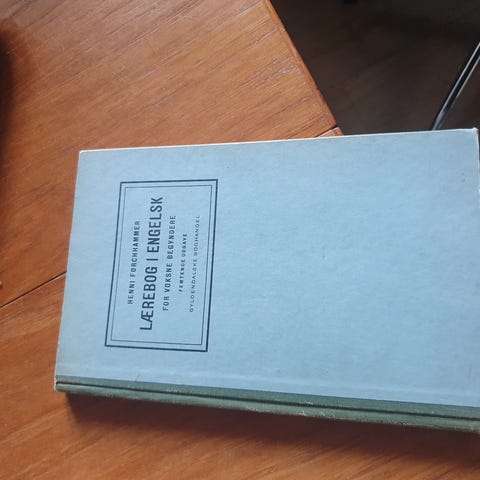 HENNI FORCHHAMMER
LÆREBOG I ENGELSK
FOR VOKSNE BEGYNDERE
FEMTENDE UDGAVE
GYLDENDALSKE BOGHANDEL